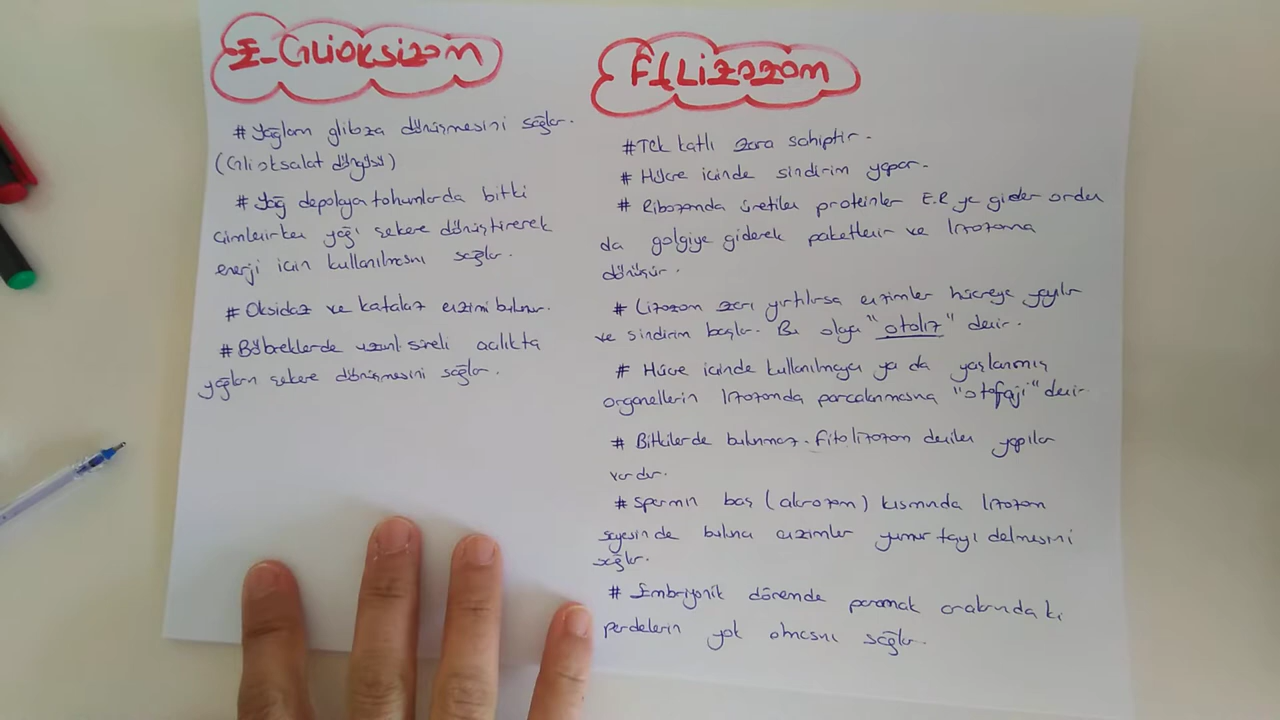 E-Glioksizom
#Yağların glikoza dönüşmesini sağlar.
(Glioksalat döngüsü)
#Yağ depolayan tohumlarda bitki
çimlenirken yağı şekere dönüştürerek
enerji için kullanılmasını sağlar.
#Oksidaz ve katalaz enzimi bulunur.
#Böbreklerde uzun süreli açlıkta
yağların şekere dönüşmesini sağlar.
F) Lizozom
#Tek katlı zara sahiptir.
#Hücre içinde sindirim yapar.
#Ribozomda üretilen proteinler E.R ye gider ordan
da golgiye giderek paketlenir ve lizozoma
dönüşür.
#Lizozom zarı yırtılırsa enzimler hücreye yayılır
ve sindirim başlar. Bu olaya "otoliz" denir.
#Hücre içinde kullanılmayan ya da yaşlanmış
organellerin lizozomda parçalanmasına "otofaji" denir.
#Bitkilerde bulunmaz. Fitolizozom denilen yapılar
vardır.
#Spermin baş (akrozom) kısmında lizozom
sayesinde bulunan enzimler yumurtayı delmesini
sağlar.
#Embriyonik dönemde parmak arasında ki
perdelerin yok olmasını sağlar.